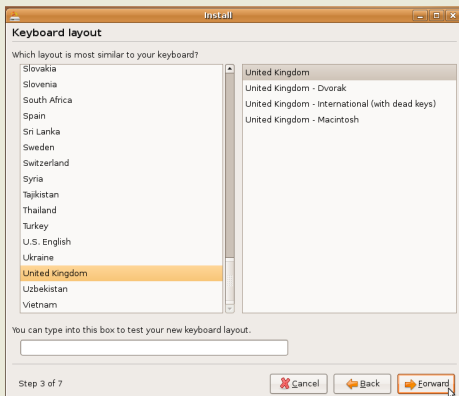 Install
Keyboard layout
Which layout is most similar to your keyboard?
Slovakia
Slovenia
South Africa
Spain
Sri Lanka
Sweden
Switzerland
Syria
Tajikistan
Thailand
Turkey
U.S. English
Ukraine
United Kingdom
Uzbekistan
Vietnam
United Kingdom
United Kingdom - Dvorak
United Kingdom - International (with dead keys)
United Kingdom - Macintosh
You can type into this box to test your new keyboard layout.
Step 3 of 7
Cancel
Back
Forward